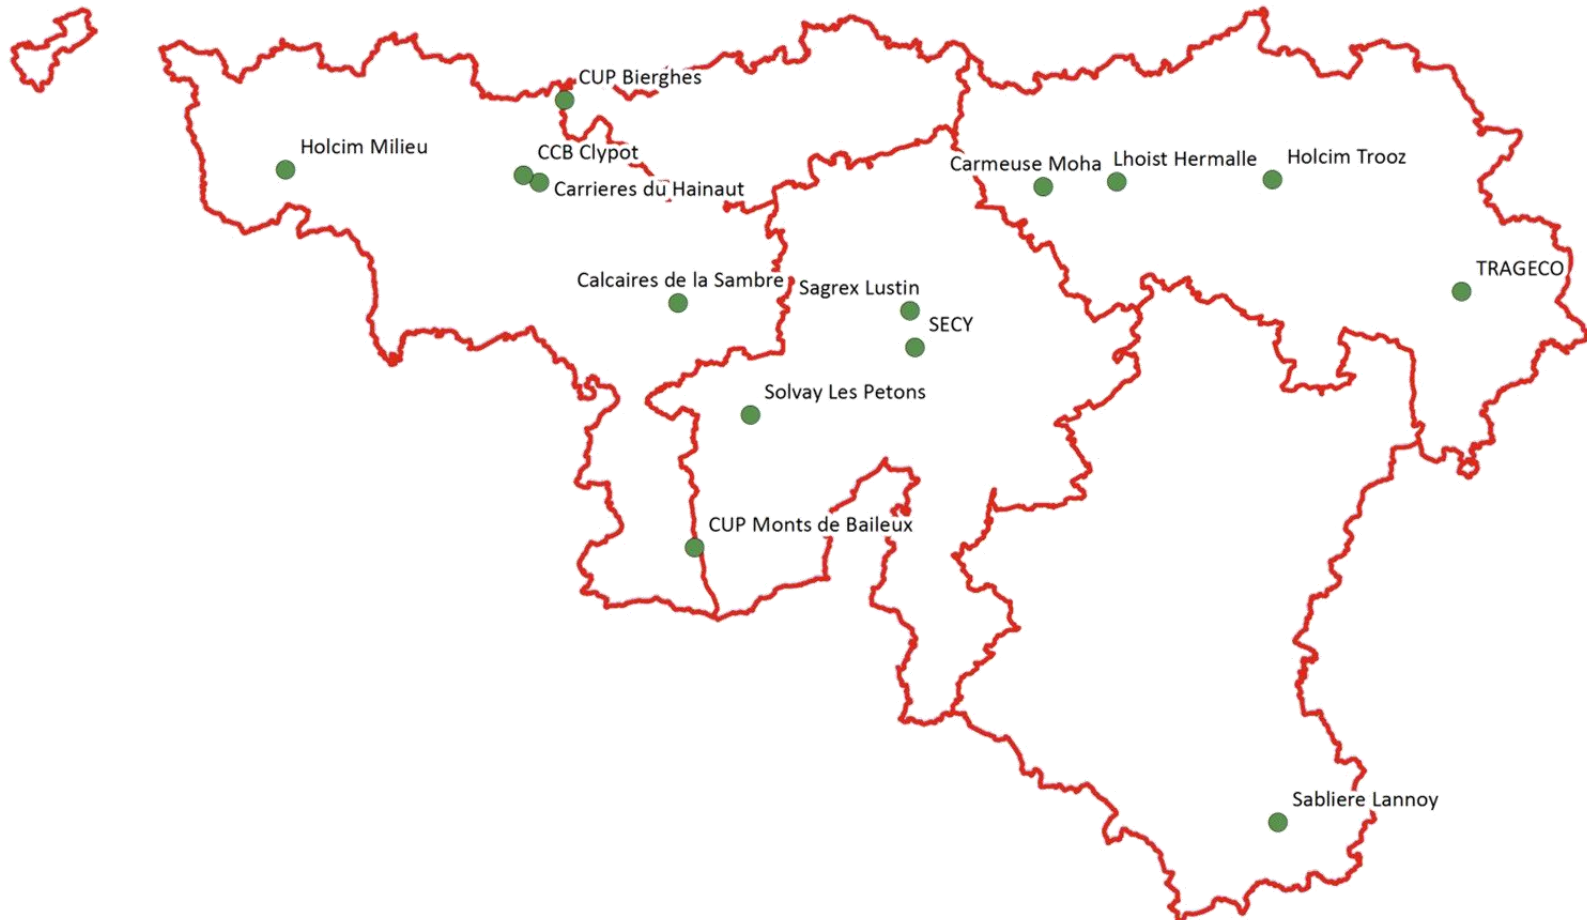 CUP Bierghes
Holcim Milieu
CCB Clypot
Carrieres du Hainaut
Carmeuse Moha
Lhoist Hermalle
Holcim Trooz
TRAGECO
Calcaires de la Sambre
Sagrex Lustin
SECY
Solvay Les Petons
CUP Monts de Baileux
Sabliere Lannoy